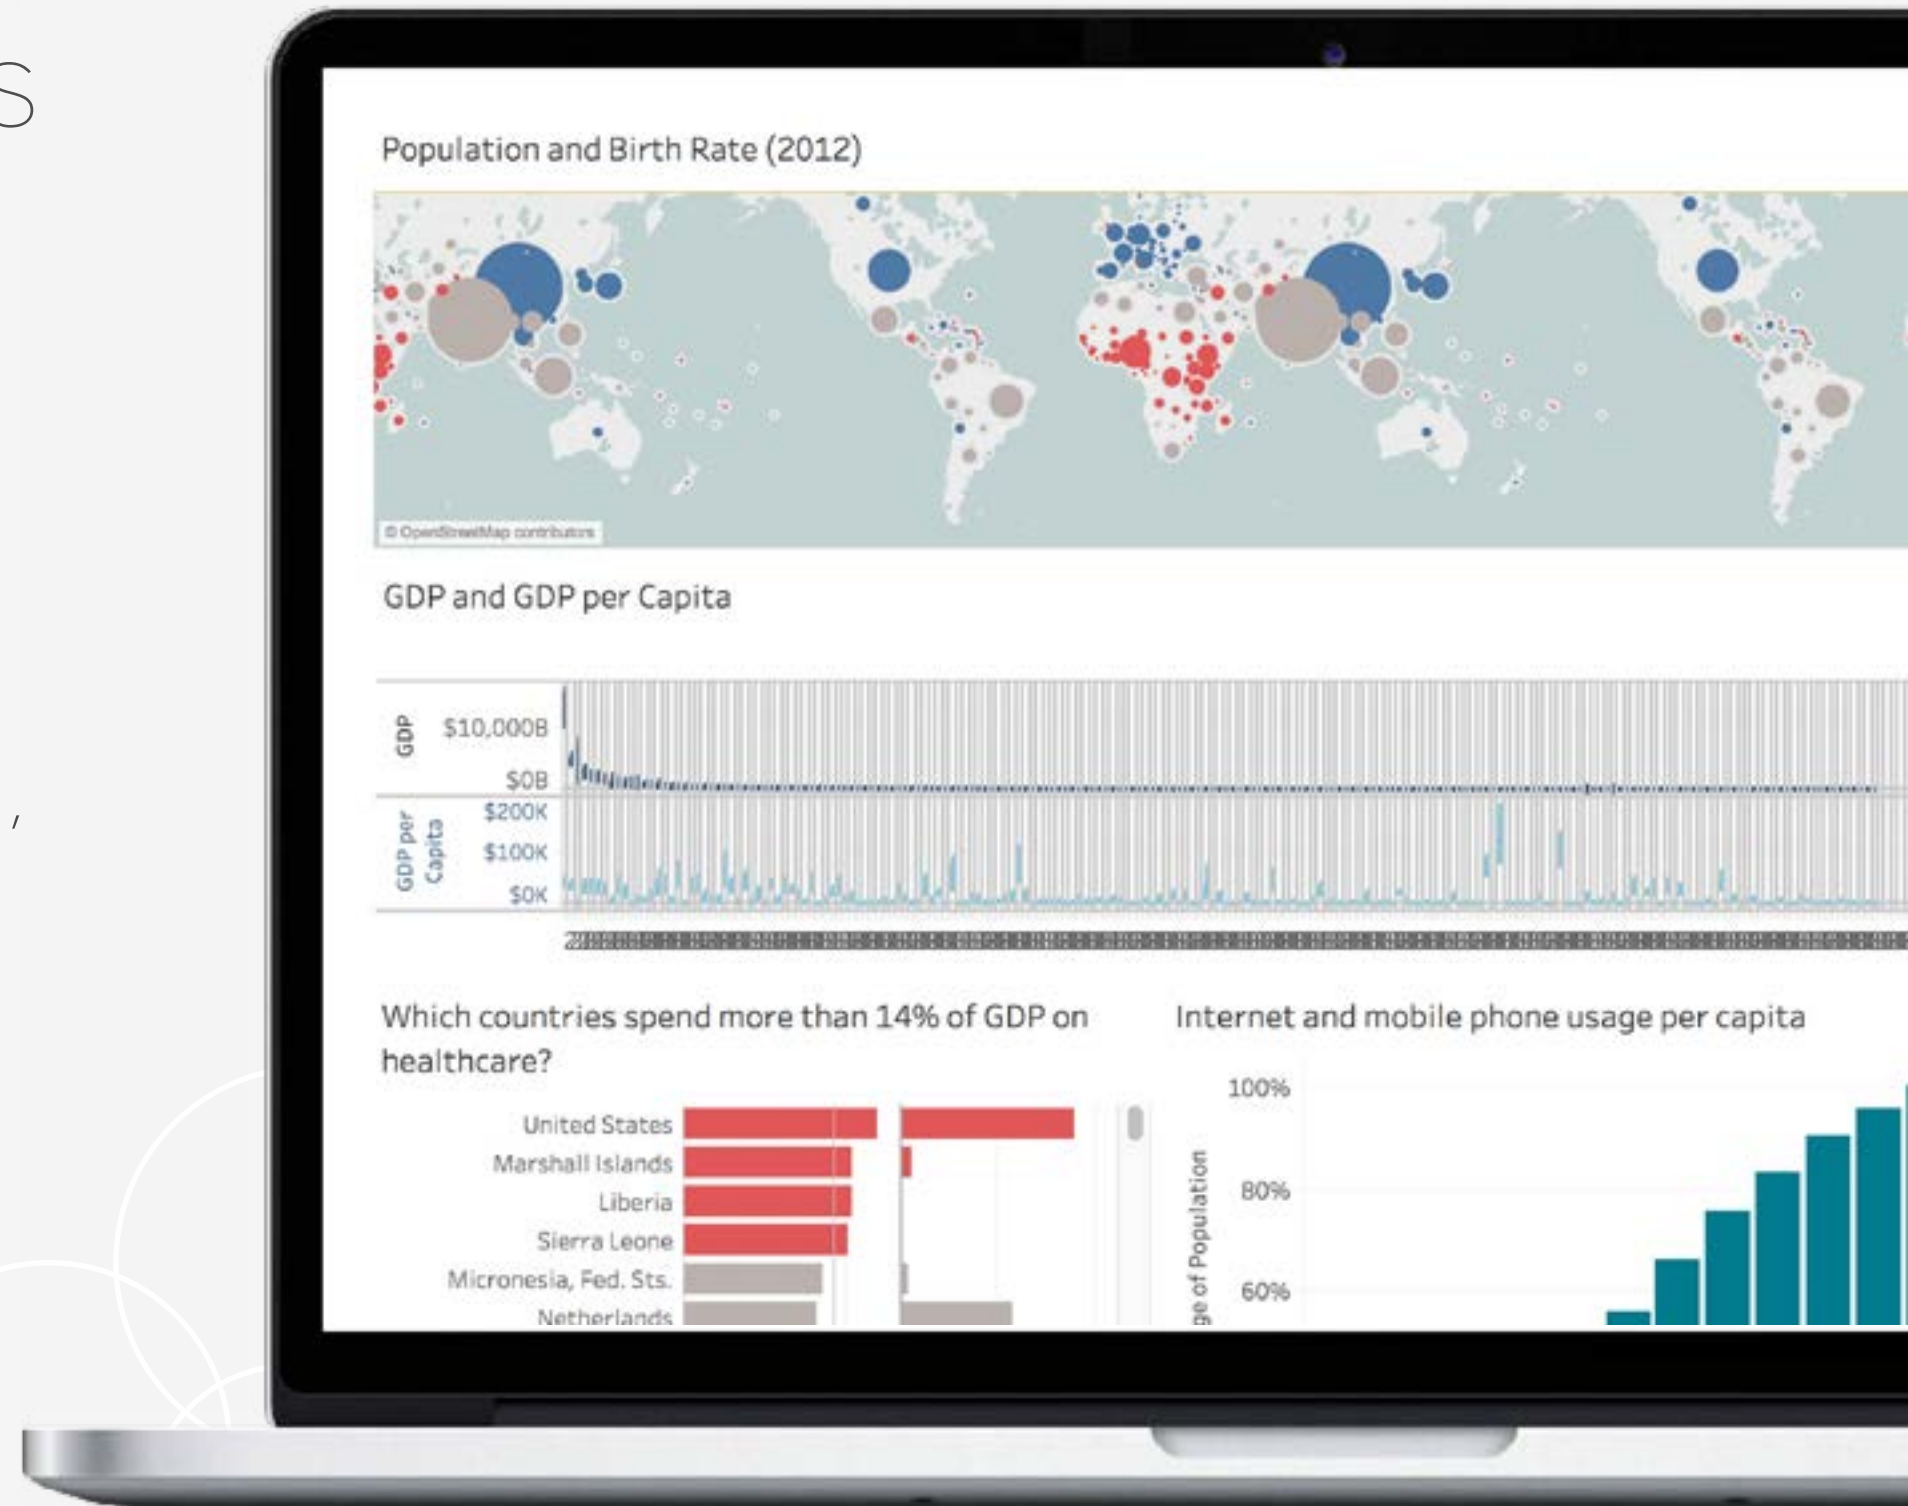 s
Population and Birth Rate (2012)
© OpenStreetMap contributors
GDP and GDP per Capita
GDP
$10,000B
$0B
,
GDP per
Capita
$200K
$100K
$0K
Which countries spend more than 14% of GDP on
healthcare?
United States
Marshall Islands
Liberia
Sierra Leone
Micronesia, Fed. Sts.
Netherlands
Internet and mobile phone usage per capita
100%
80%
60%
ge of Population